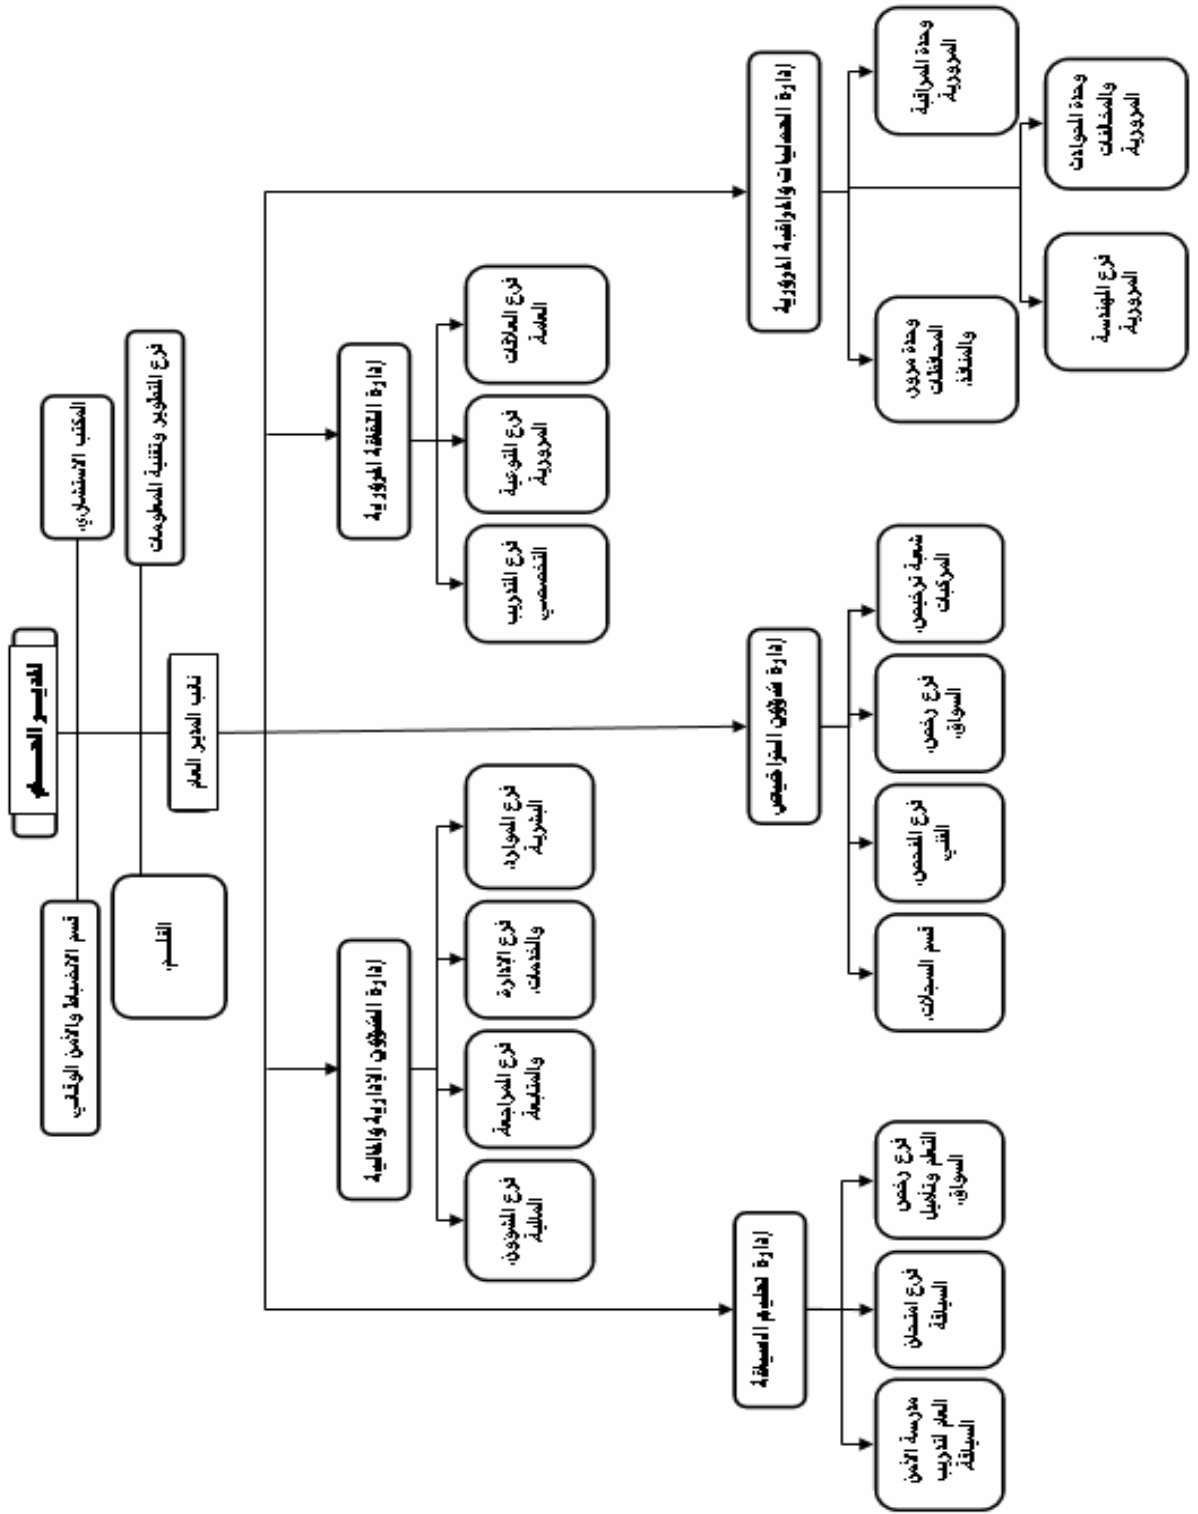 المديـر العـــام
المكتب الاستشاري
قسم الانضباط والأمن الوقائي
فرع التطوير وتقنية المعلومات
القلم
نائب المدير العام
إدارة العمليات والمراقبة المرورية
وحدة المراقبة
المرورية
وحدة مرور
المحافظات
والمناطق
وحدة الحوادث
والمخالفات
المرورية
فرع الهندسة
المرورية
إدارة الثقافة المرورية
فرع العلاقات
العامة
فرع التوعية
المرورية
فرع التدريب
التخصصي
إدارة شؤون التراخيص
شعبة ترخيص
المركبات
فرع رخص
السواق
فرع الفحص
الفني
قسم السجلات
إدارة الشؤون الإدارية والمالية
فرع الموارد
البشرية
فرع الإدارة
والخدمات
فرع المراجعة
والمتابعة
فرع الشؤون
المالية
إدارة تعليم السياقة
فرع رخص
التعلم وتأهيل
السواق
فرع امتحان
السياقة
مدرسة الأمن
العام لتدريب
السياقة